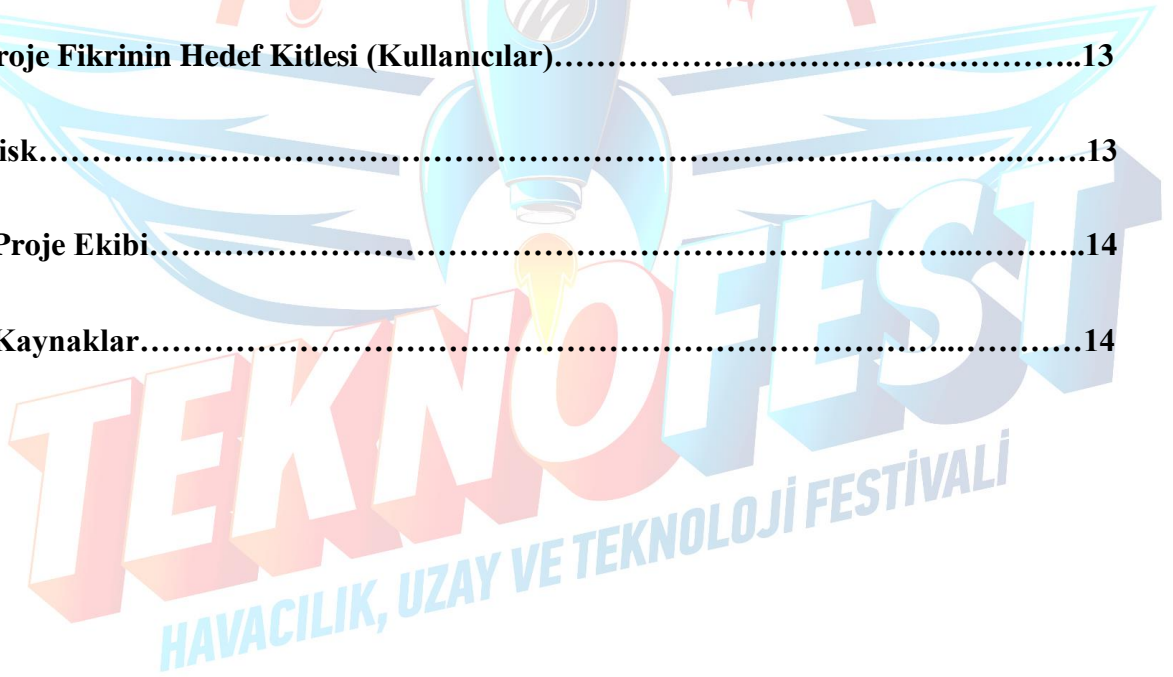 roje Fikrinin Hedef Kitlesi (Kullanıcılar)…………………………………………..13
isk……………………………………………………………………………...…….13
Proje Ekibi…………………………………………………………………...………..14
Kaynaklar…………………………………………………………………...…………14
TEKNOFEST
HAVACILIK, UZAY VE TEKNOLOJİ FESTİVALİ